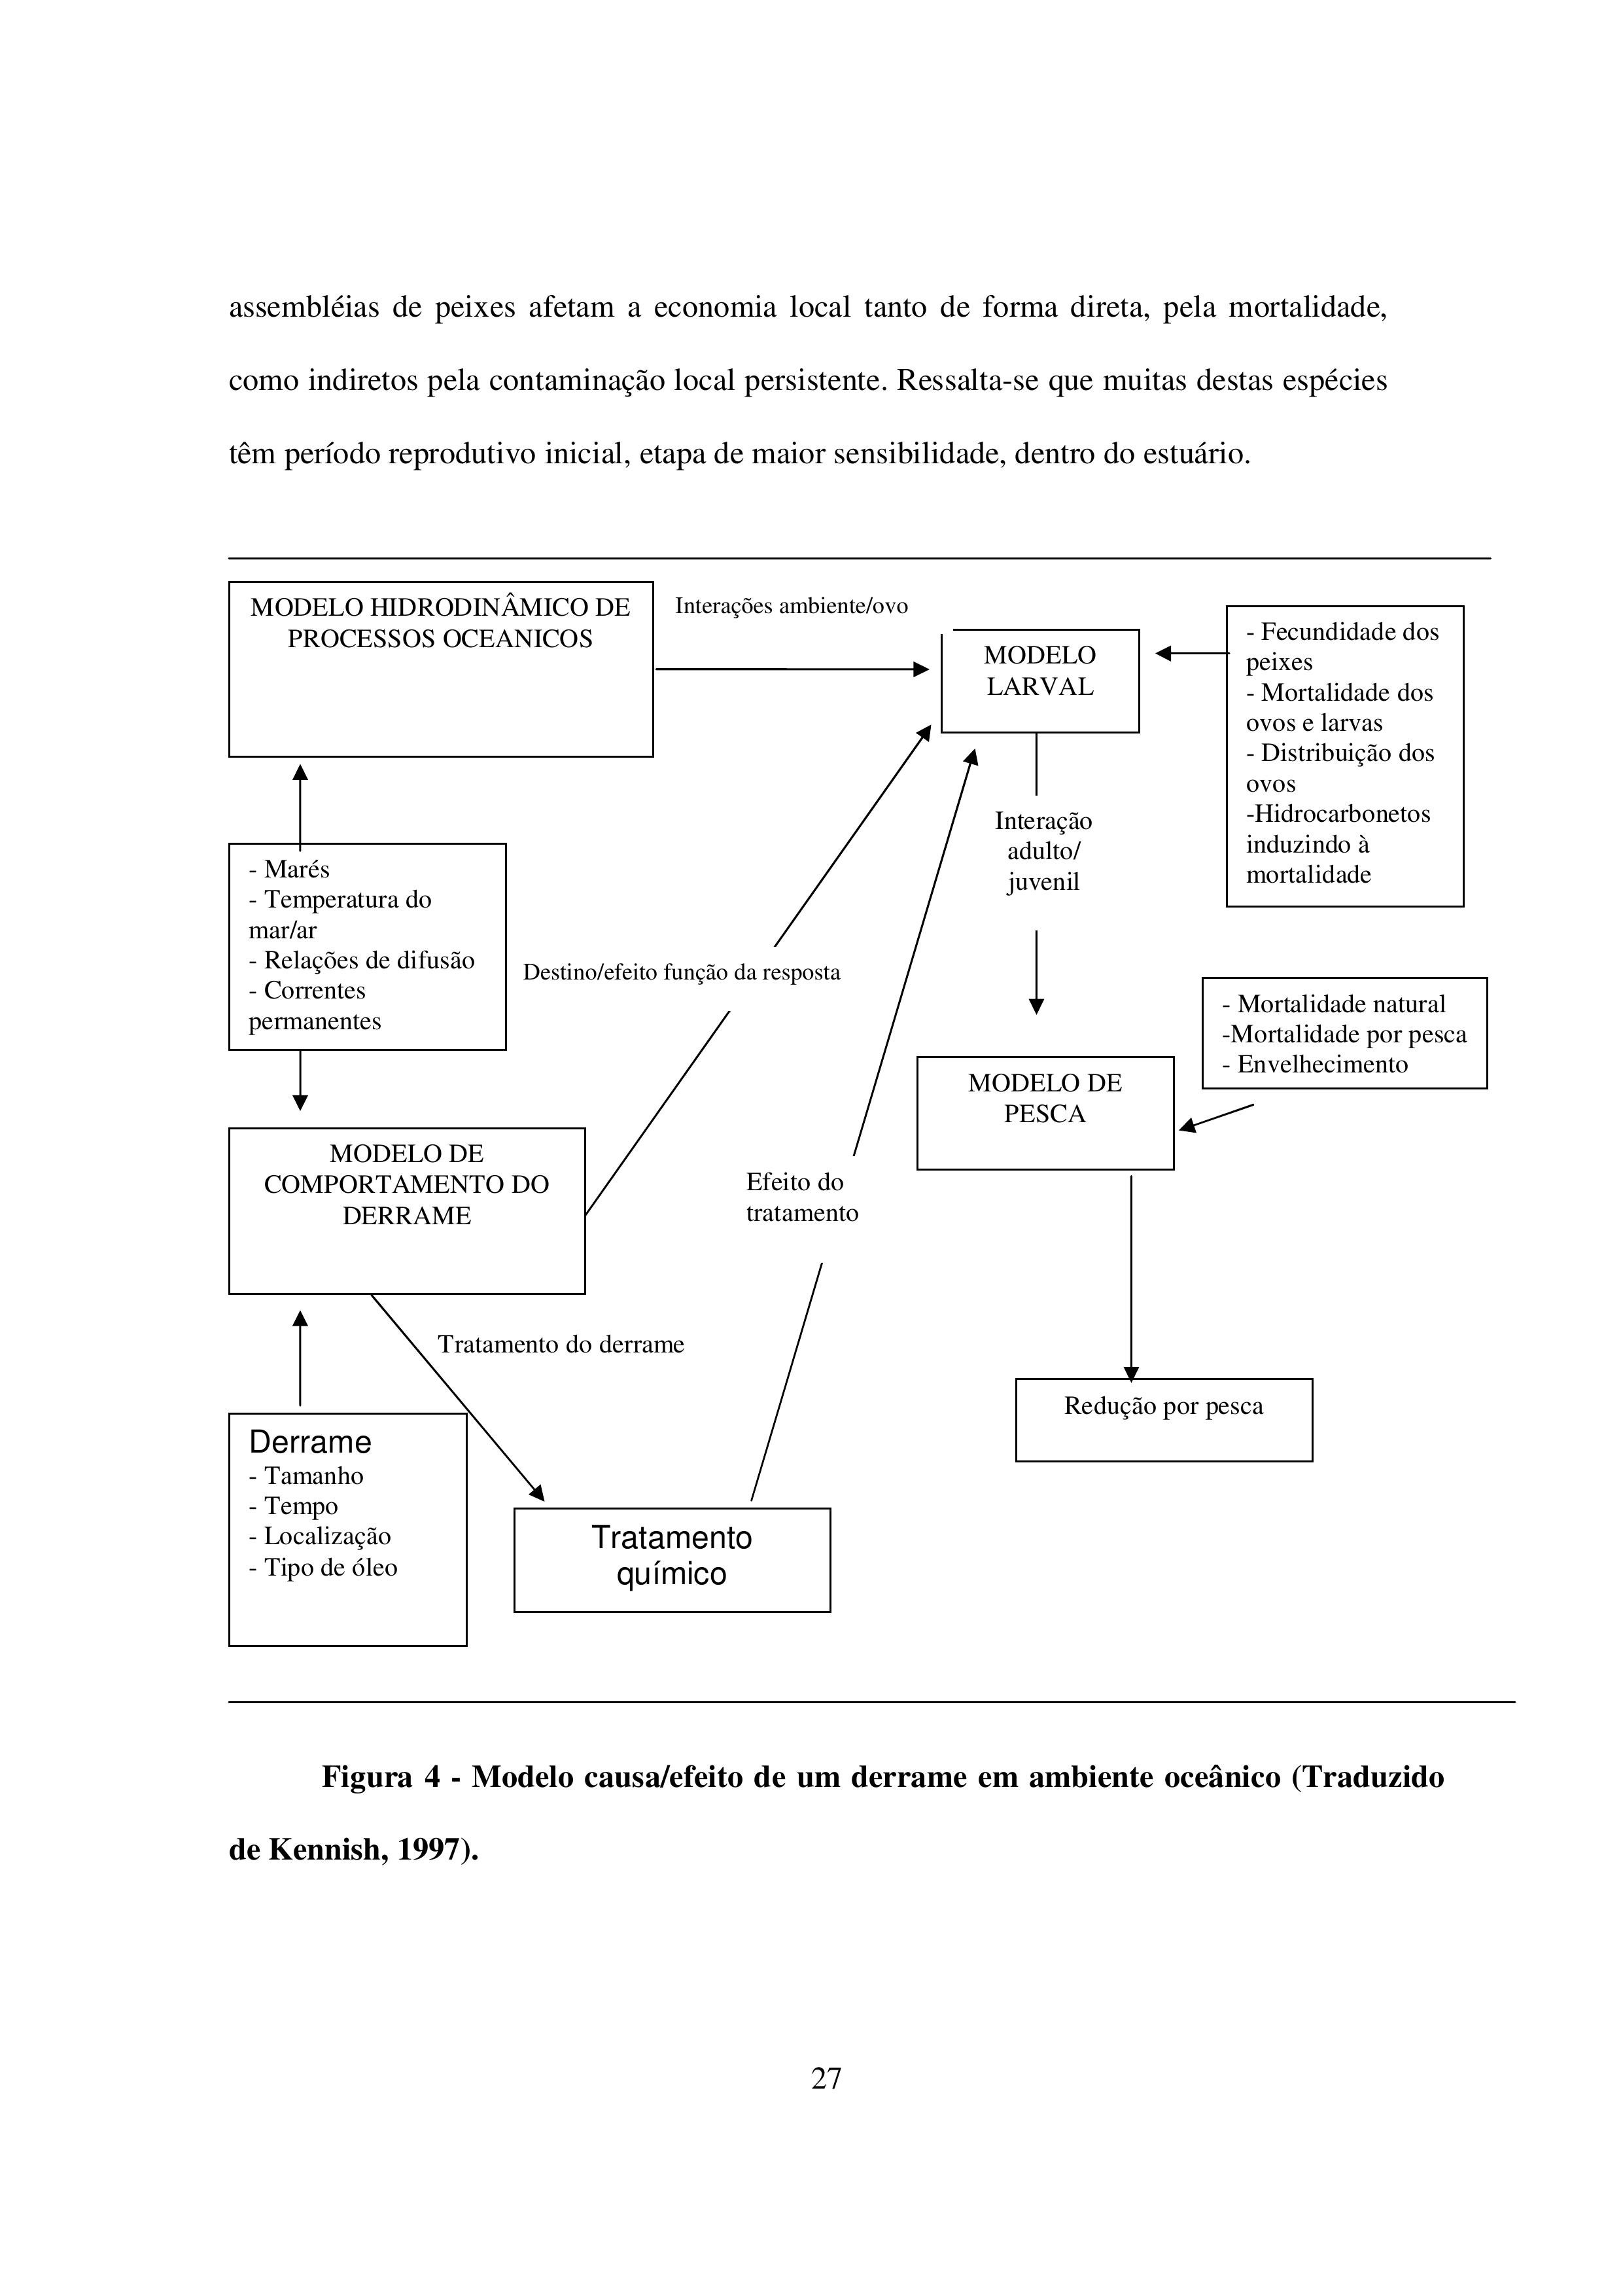 assembléias de peixes afetam a economia local tanto de forma direta, pela mortalidade,
como indiretos pela contaminação local persistente. Ressalta-se que muitas destas espécies
têm período reprodutivo inicial, etapa de maior sensibilidade, dentro do estuário.
MODELO HIDRODINÂMICO DE
PROCESSOS OCEANICOS
Interações ambiente/ovo
MODELO
LARVAL
- Fecundidade dos
peixes
- Mortalidade dos
ovos e larvas
- Distribuição dos
ovos
-Hidrocarbonetos
induzindo à
mortalidade
Interação
adulto/
juvenil
- Marés
- Temperatura do
mar/ar
- Relações de difusão
- Correntes
permanentes
Destino/efeito função da resposta
- Mortalidade natural
-Mortalidade por pesca
- Envelhecimento
MODELO DE
PESCA
MODELO DE
COMPORTAMENTO DO
DERRAME
Efeito do
tratamento
Tratamento do derrame
Redução por pesca
Derrame
- Tamanho
- Tempo
- Localização
- Tipo de óleo
Tratamento
químico
Figura 4 - Modelo causa/efeito de um derrame em ambiente oceânico (Traduzido
de Kennish, 1997).
27